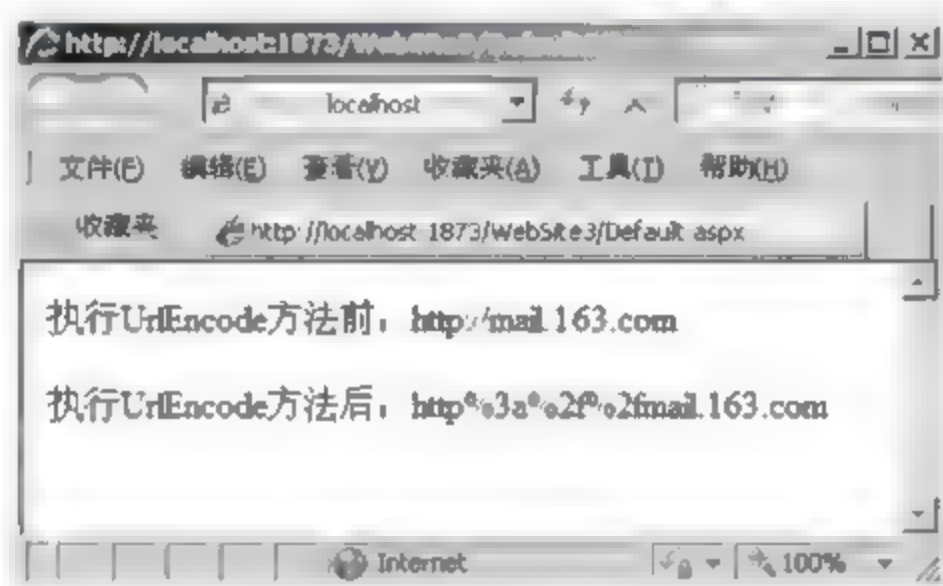 http://localhost:1873/WebSite3/Default
localhost
文件(F) 编辑(E) 查看(V) 收藏夹(A) 工具(T) 帮助(H)
收藏夹 http://localhost:1873/WebSite3/Default.aspx
执行UrlEncode方法前，http://mail.163.com
执行UrlEncode方法后，http%3a%2f%2fmail.163.com
Internet 100%